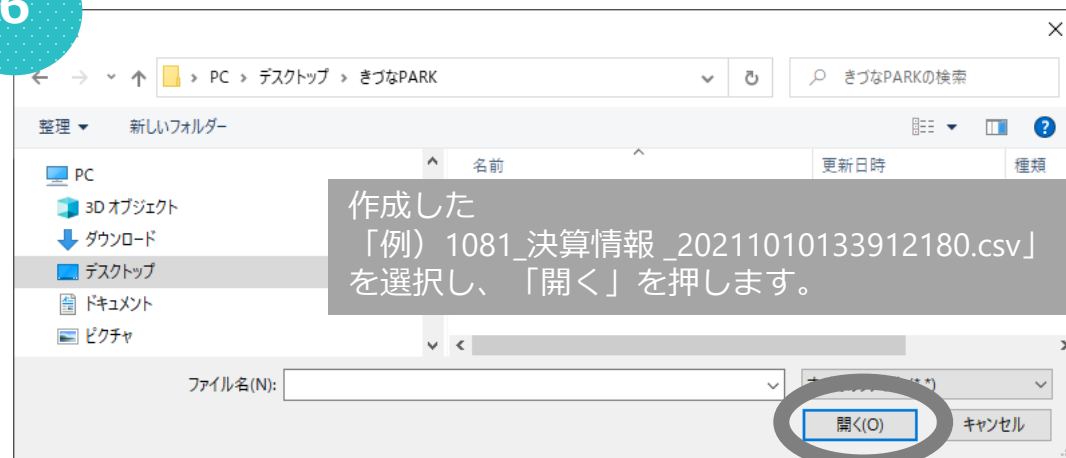 6
PC › デスクトップ › きづなPARK
きづなPARKの検索
整理 新しいフォルダー
名前 更新日時 種類
PC
3D オブジェクト
ダウンロード
デスクトップ
ドキュメント
ピクチャ
作成した
「例）1081_決算情報 _20211010133912180.csv」
を選択し、「開く」を押します。
ファイル名(N):
開く(O) キャンセル